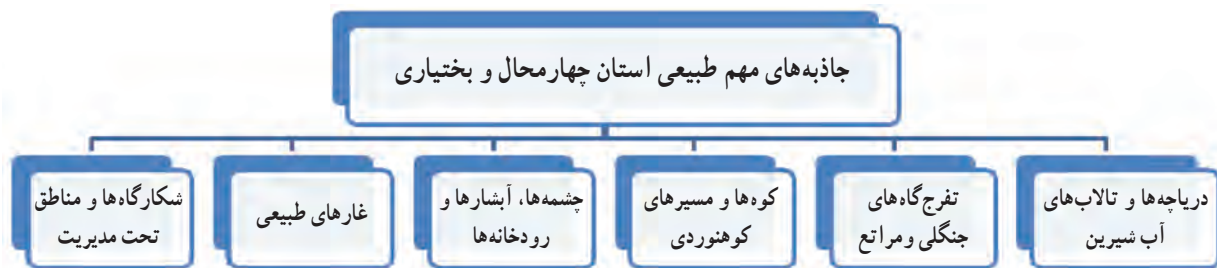 جاذبه‌های مهم طبیعی استان چهارمحال و بختیاری
دریاچه‌ها و تالاب‌های
آب شیرین
تفرج‌گاه‌های
جنگلی و مراتع
کوه‌ها و مسیرهای
کوهنوردی
چشمه‌ها، آبشارها و
رودخانه‌ها
غارهای طبیعی
شکارگاه‌ها و مناطق
تحت مدیریت